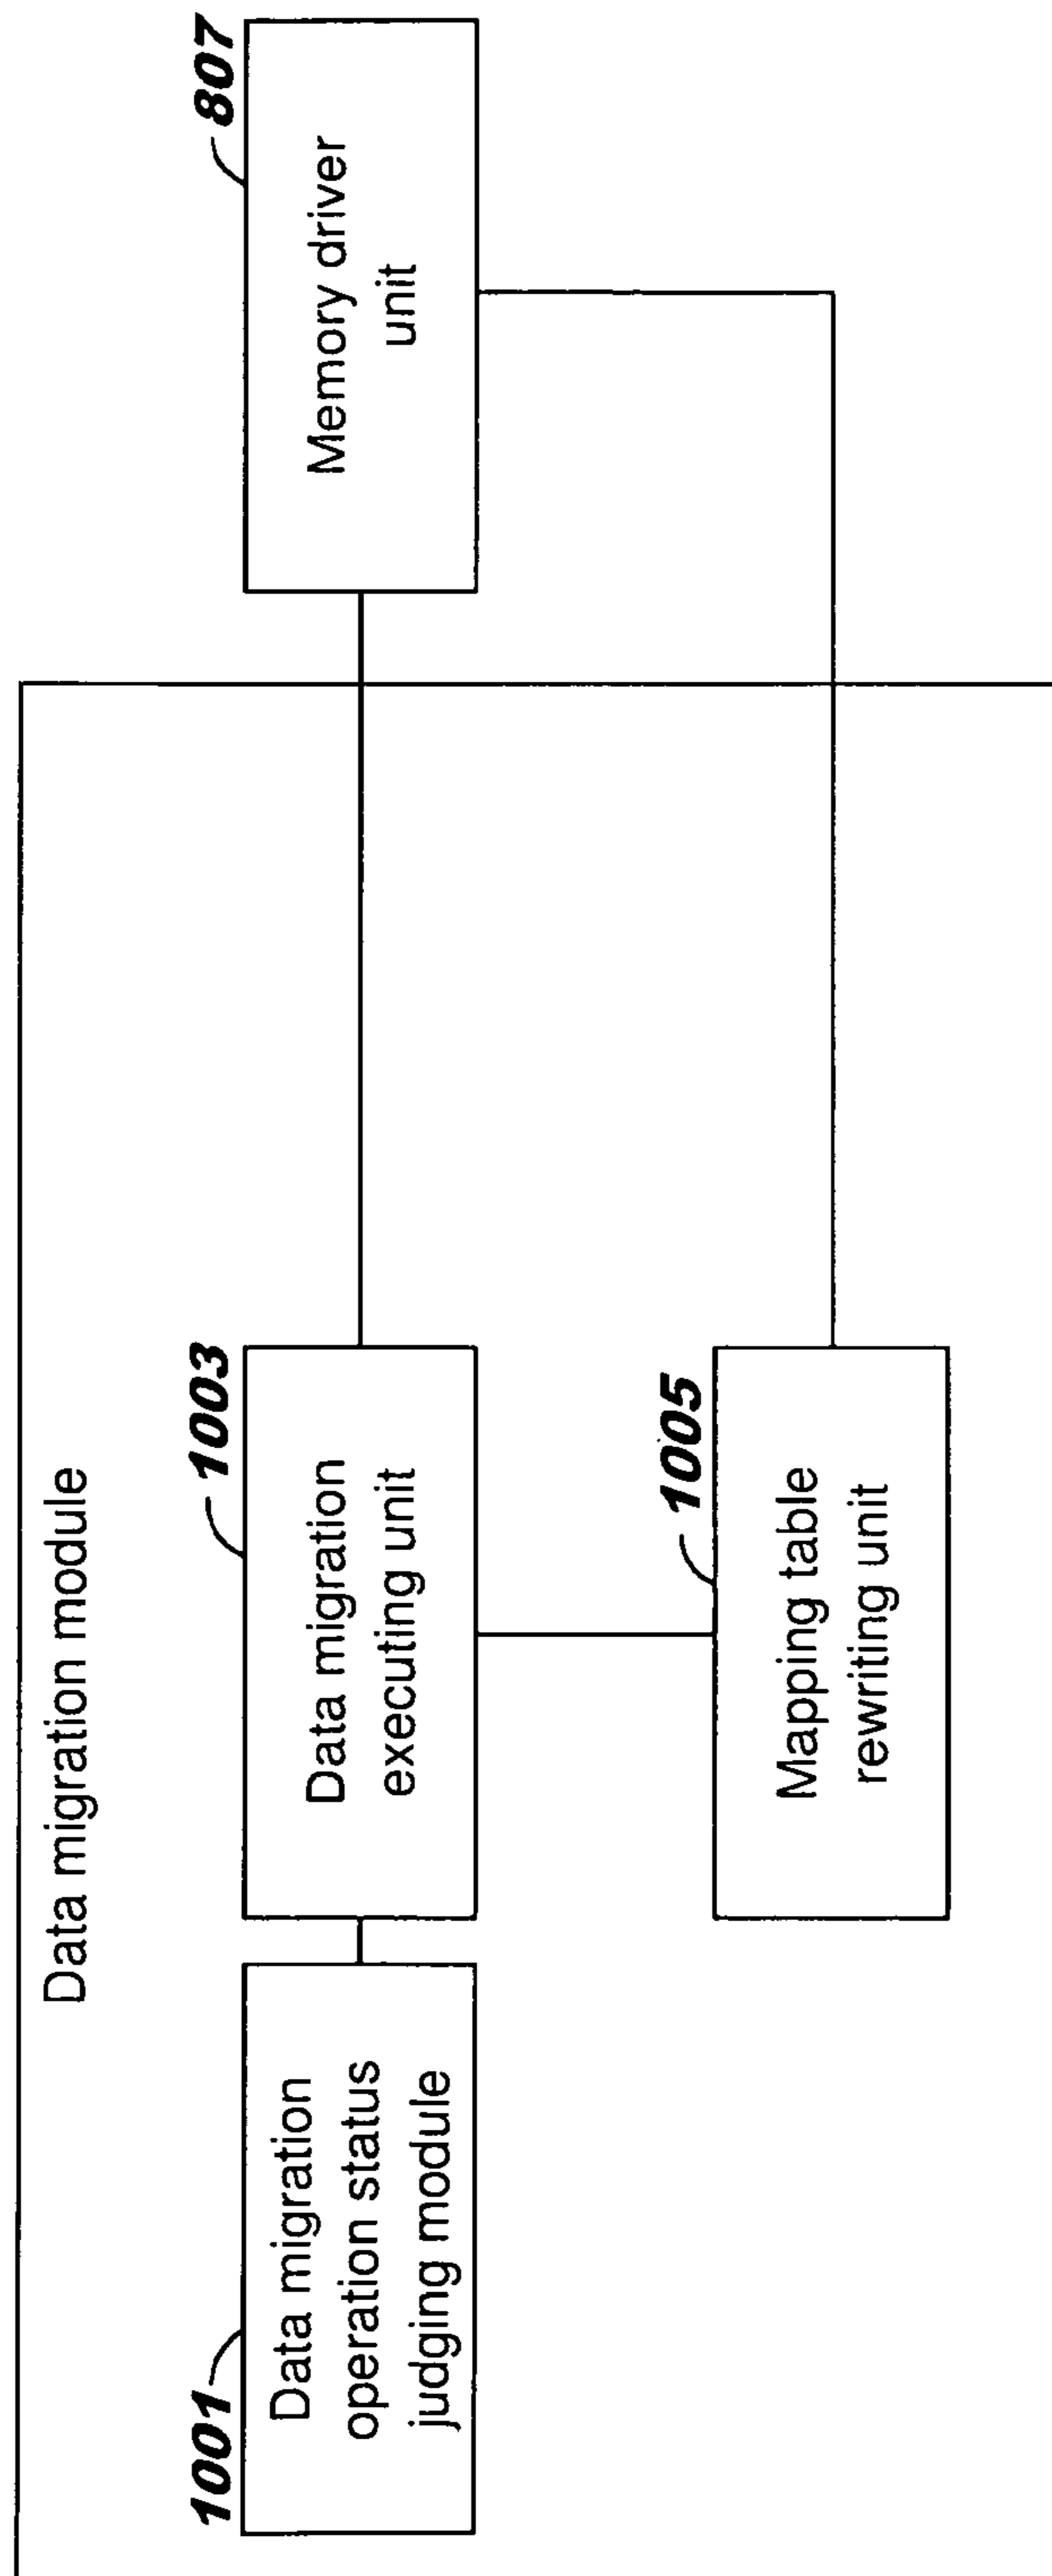 Data migration module
1001
Data migration
operation status
judging module
1003
Data migration
executing unit
807
Memory driver
unit
1005
Mapping table
rewriting unit